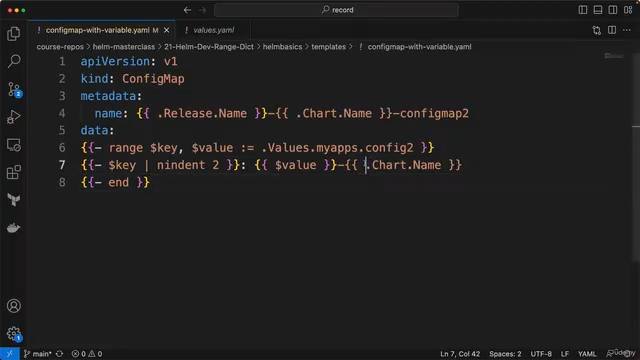 record
configmap-with-variable.yaml M
values.yaml
course-repos > helm-masterclass > 21-Helm-Dev-Range-Dict > helmbasics > templates > configmap-with-variable.yaml
1 apiVersion: v1
2 kind: ConfigMap
3 metadata:
4 name: {{ .Release.Name }}-{{ .Chart.Name }}-configmap2
5 data:
6 {{- range $key, $value := .Values.myapps.config2 }}
7 {{- $key | nindent 2 }}: {{ $value }}-{{ .Chart.Name }}
8 {{- end }}
main* 0 0 Ln 7, Col 42 Spaces: 2 UTF-8 LF YAML
Udemy